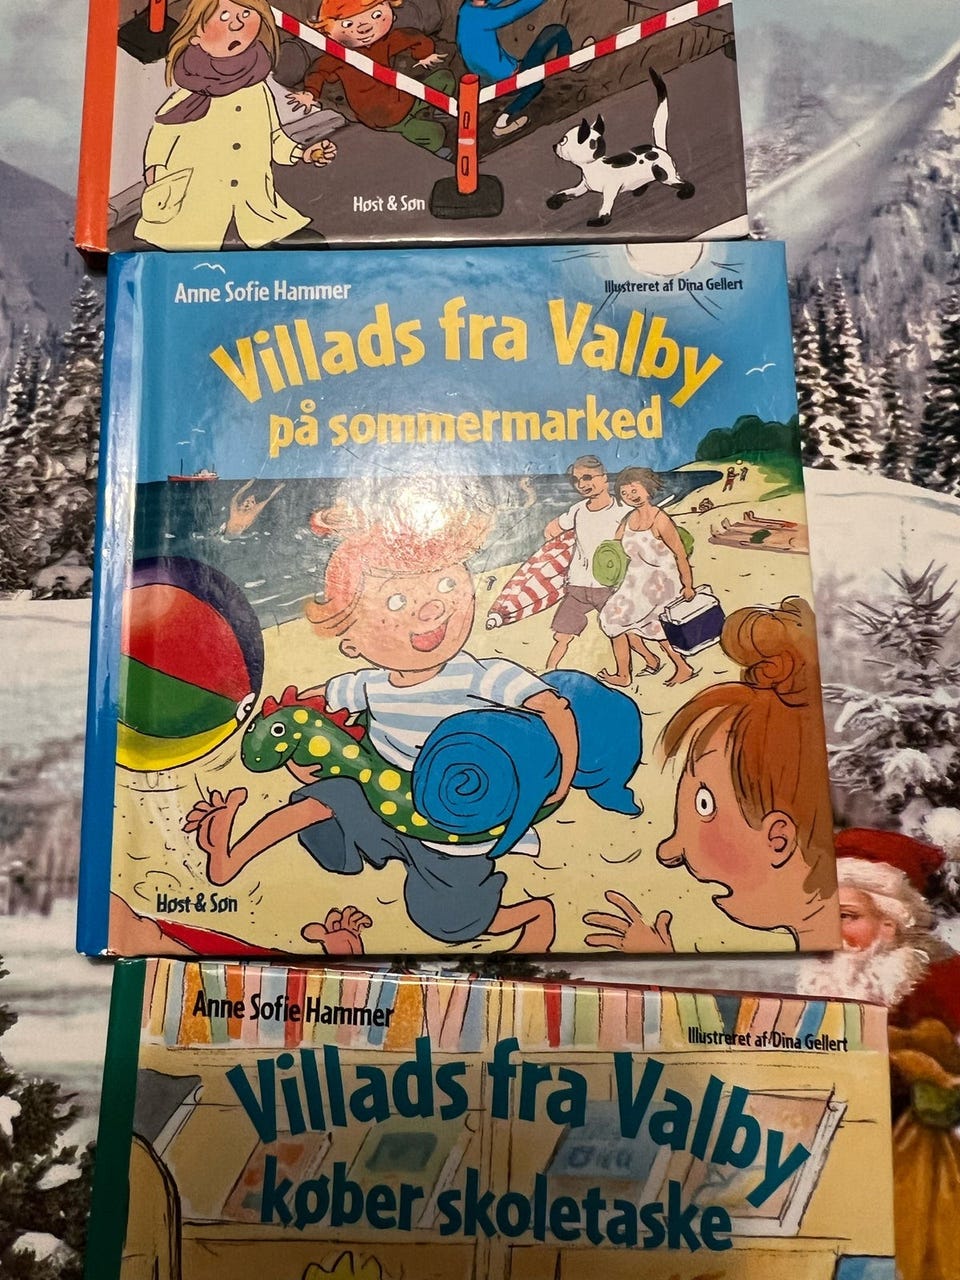 Høst & Søn
Anne Sofie Hammer
Illustreret af Dina Gellert
Villads fra Valby
på sommermarked
Høst & Søn
Anne Sofie Hammer
Illustreret af Dina Gellert
Villads fra Valby
køber skoletaske